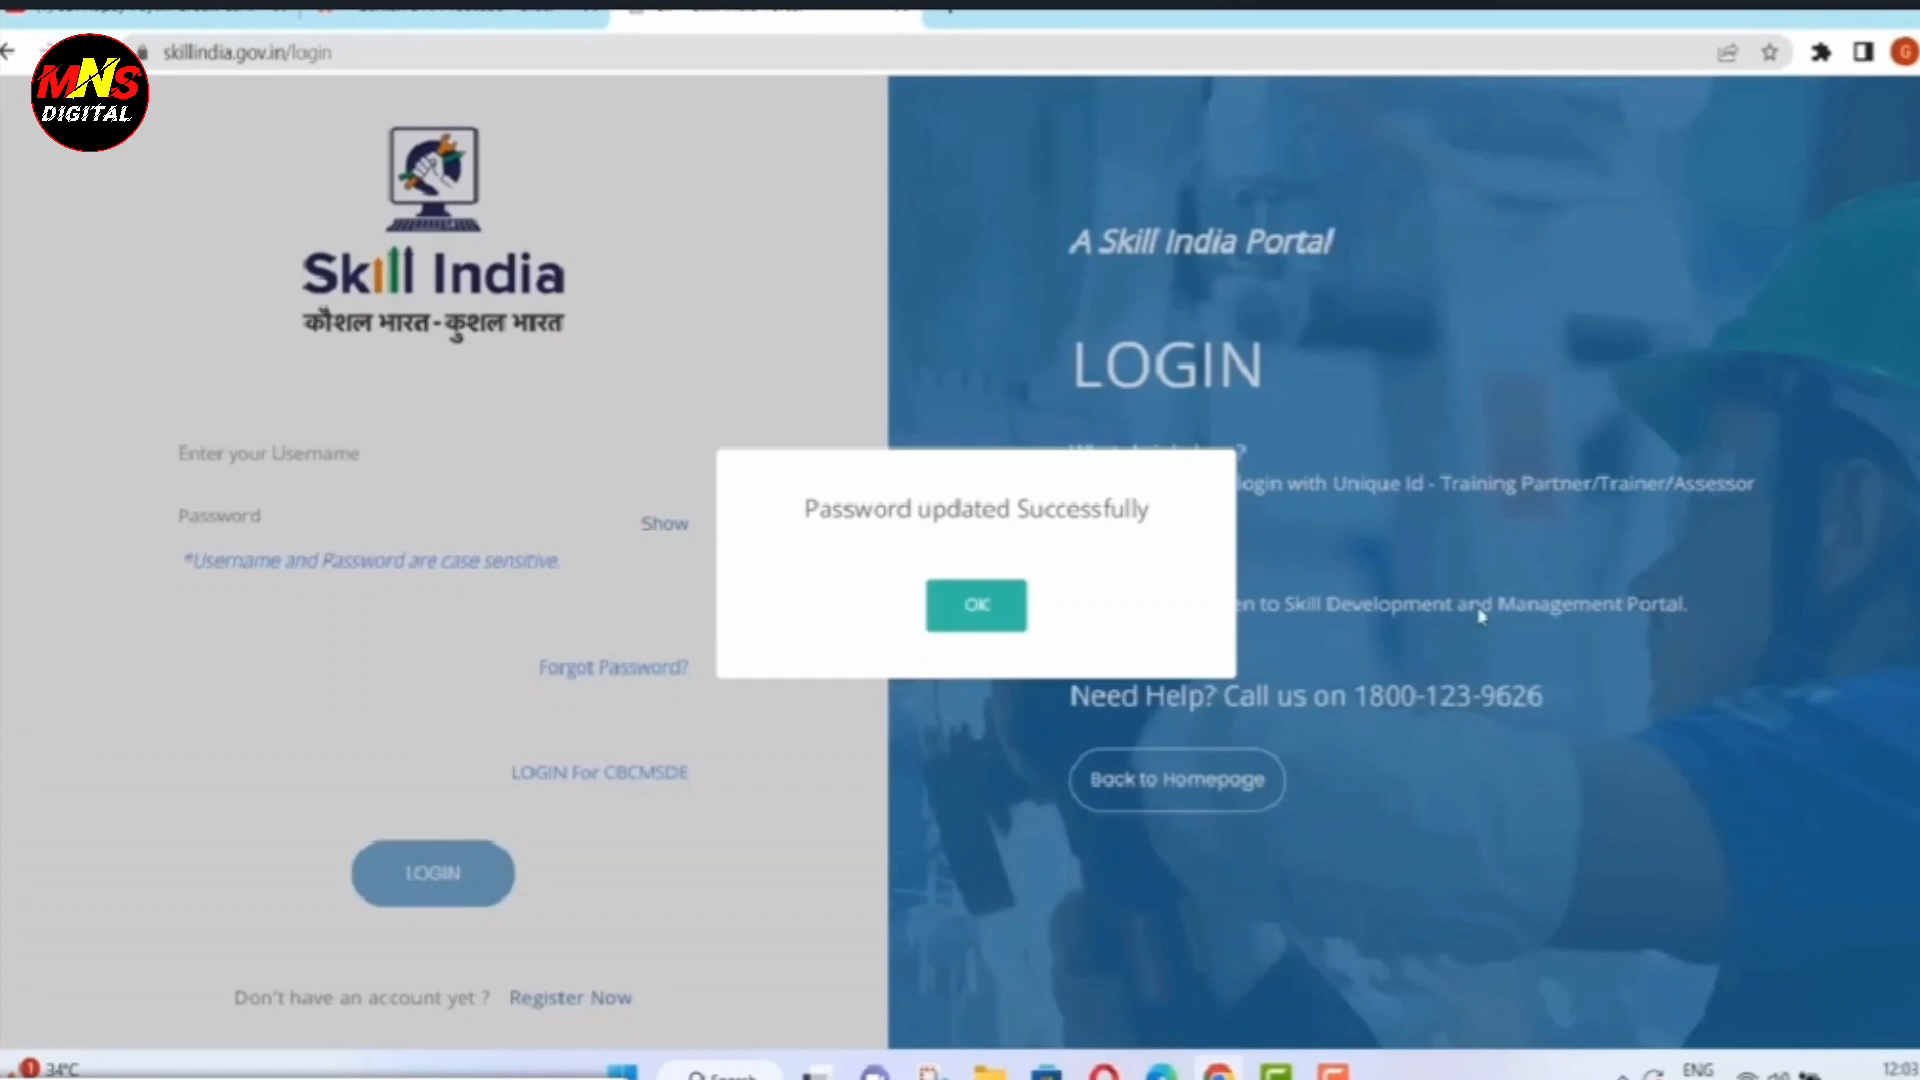 skillindia.gov.in/login
MNS
DIGITAL
Skill India
कौशल भारत - कुशल भारत
Enter your Username
Password
Show
*Username and Password are case sensitive.
Forgot Password?
LOGIN For CBCMSDE
LOGIN
Don't have an account yet ? Register Now
A Skill India Portal
LOGIN
login with Unique Id - Training Partner/Trainer/Assessor
Password updated Successfully
OK
to Skill Development and Management Portal.
Need Help? Call us on 1800-123-9626
Back to Homepage
1
34°C
Search
ENG
12:03
G